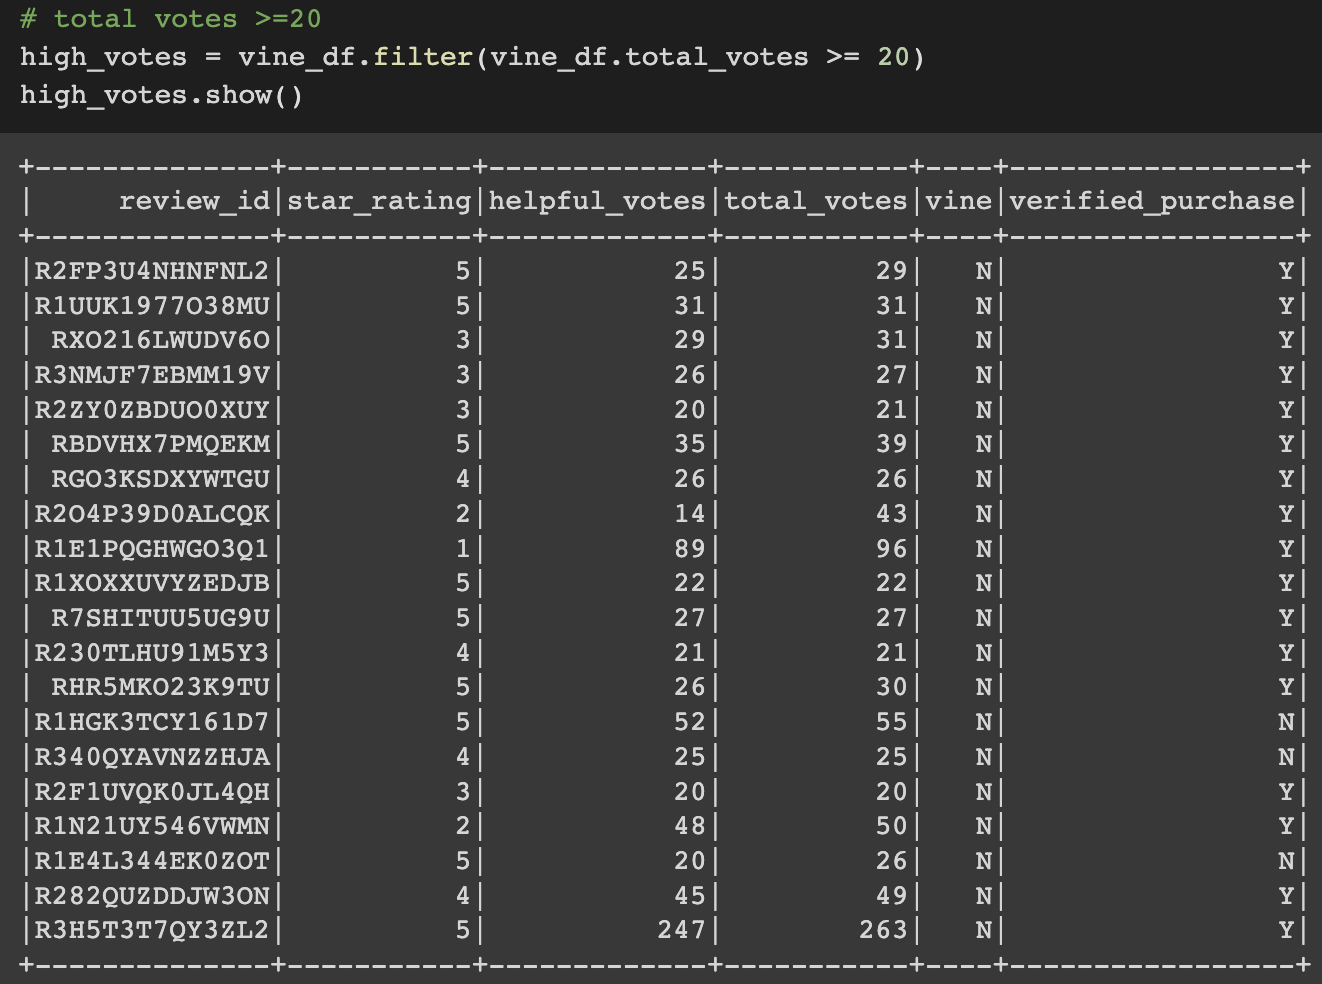 # total votes >=20
high_votes = vine_df.filter(vine_df.total_votes >= 20)
high_votes.show()
+--------------+-----------+-------------+-----------+----+-----------------+
|     review_id|star_rating|helpful_votes|total_votes|vine|verified_purchase|
+--------------+-----------+-------------+-----------+----+-----------------+
|R2FP3U4NHNFNL2|          5|           25|         29|   N|                Y|
|R1UUK1977O38MU|          5|           31|         31|   N|                Y|
| RXO216LWUDV6O|          3|           29|         31|   N|                Y|
|R3NMJF7EBMM19V|          3|           26|         27|   N|                Y|
|R2ZY0ZBDUO0XUY|          3|           20|         21|   N|                Y|
| RBDVHX7PMQEKM|          5|           35|         39|   N|                Y|
| RGO3KSDXYWTGU|          4|           26|         26|   N|                Y|
|R2O4P39D0ALCQK|          2|           14|         43|   N|                Y|
|R1E1PQGHWGO3Q1|          1|           89|         96|   N|                Y|
|R1XOXXUVYZEDJB|          5|           22|         22|   N|                Y|
| R7SHITUU5UG9U|          5|           27|         27|   N|                Y|
|R230TLHU91M5Y3|          4|           21|         21|   N|                Y|
| RHR5MKO23K9TU|          5|           26|         30|   N|                Y|
|R1HGK3TCY161D7|          5|           52|         55|   N|                N|
|R340QYAVNZZHJA|          4|           25|         25|   N|                N|
|R2F1UVQK0JL4QH|          3|           20|         20|   N|                Y|
|R1N21UY546VWMN|          2|           48|         50|   N|                Y|
|R1E4L344EK0ZOT|          5|           20|         26|   N|                N|
|R282QUZDDJW3ON|          4|           45|         49|   N|                Y|
|R3H5T3T7QY3ZL2|          5|          247|        263|   N|                Y|
+--------------+-----------+-------------+-----------+----+-----------------+